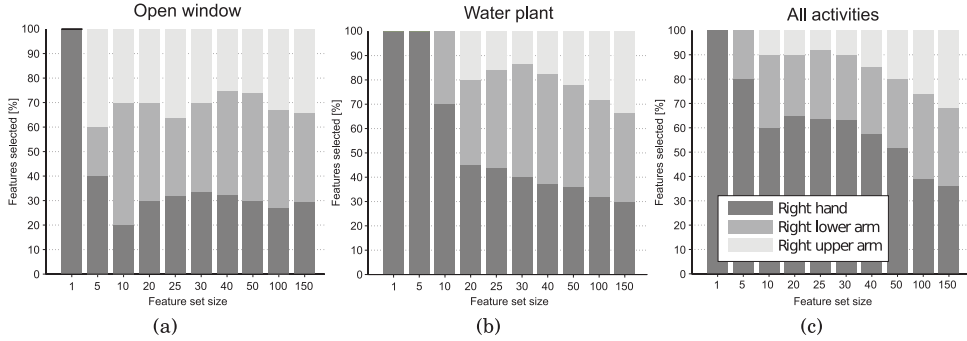 Open window
Features selected [%]
100
90
80
70
60
50
40
30
20
10
0
1 5 10 20 25 30 40 50 100 150
Feature set size
(a)
Water plant
Features selected [%]
100
90
80
70
60
50
40
30
20
10
0
1 5 10 20 25 30 40 50 100 150
Feature set size
(b)
All activities
Features selected [%]
100
90
80
70
60
50
40
30
20
10
0
Right hand
Right lower arm
Right upper arm
1 5 10 20 25 30 40 50 100 150
Feature set size
(c)